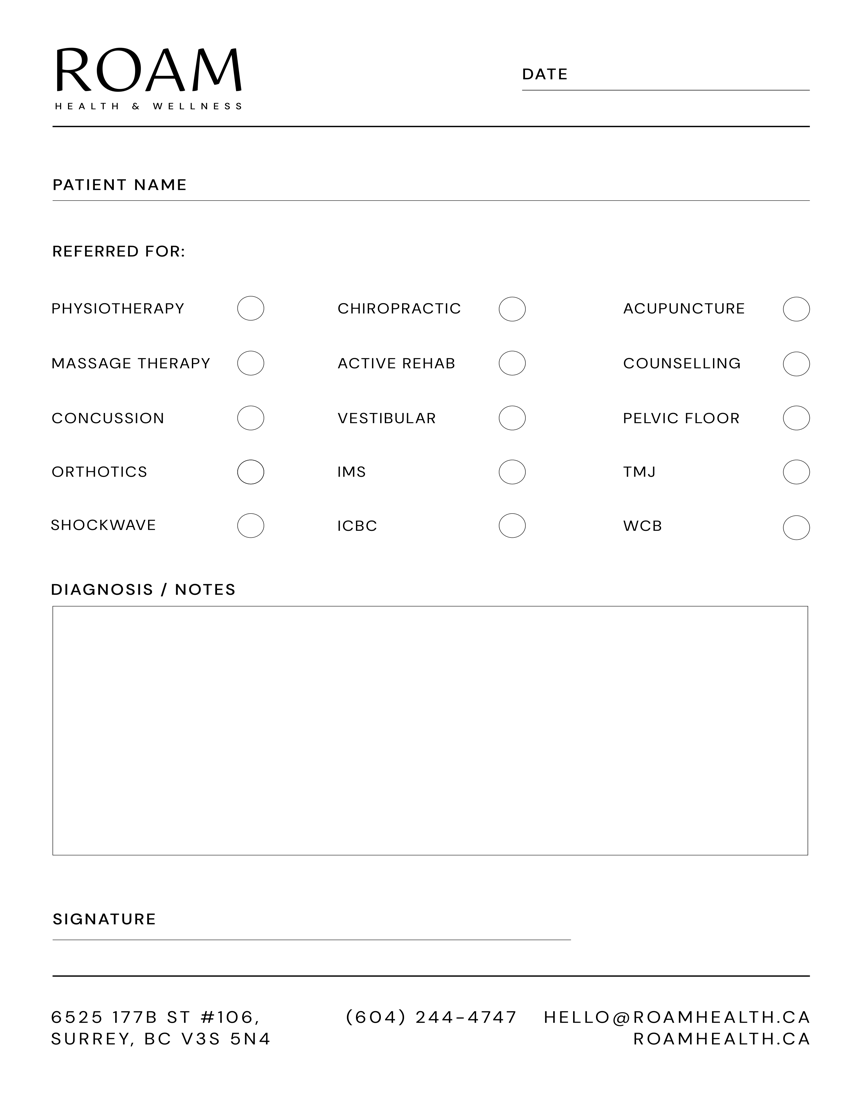 ROAM
HEALTH & WELLNESS
DATE
PATIENT NAME
REFERRED FOR:
PHYSIOTHERAPY CHIROPRACTIC ACUPUNCTURE
MASSAGE THERAPY ACTIVE REHAB COUNSELLING
CONCUSSION VESTIBULAR PELVIC FLOOR
ORTHOTICS IMS TMJ
SHOCKWAVE ICBC WCB
DIAGNOSIS / NOTES
SIGNATURE
6525 177B ST #106, (604) 244-4747 HELLO@ROAMHEALTH.CA
SURREY, BC V3S 5N4 ROAMHEALTH.CA